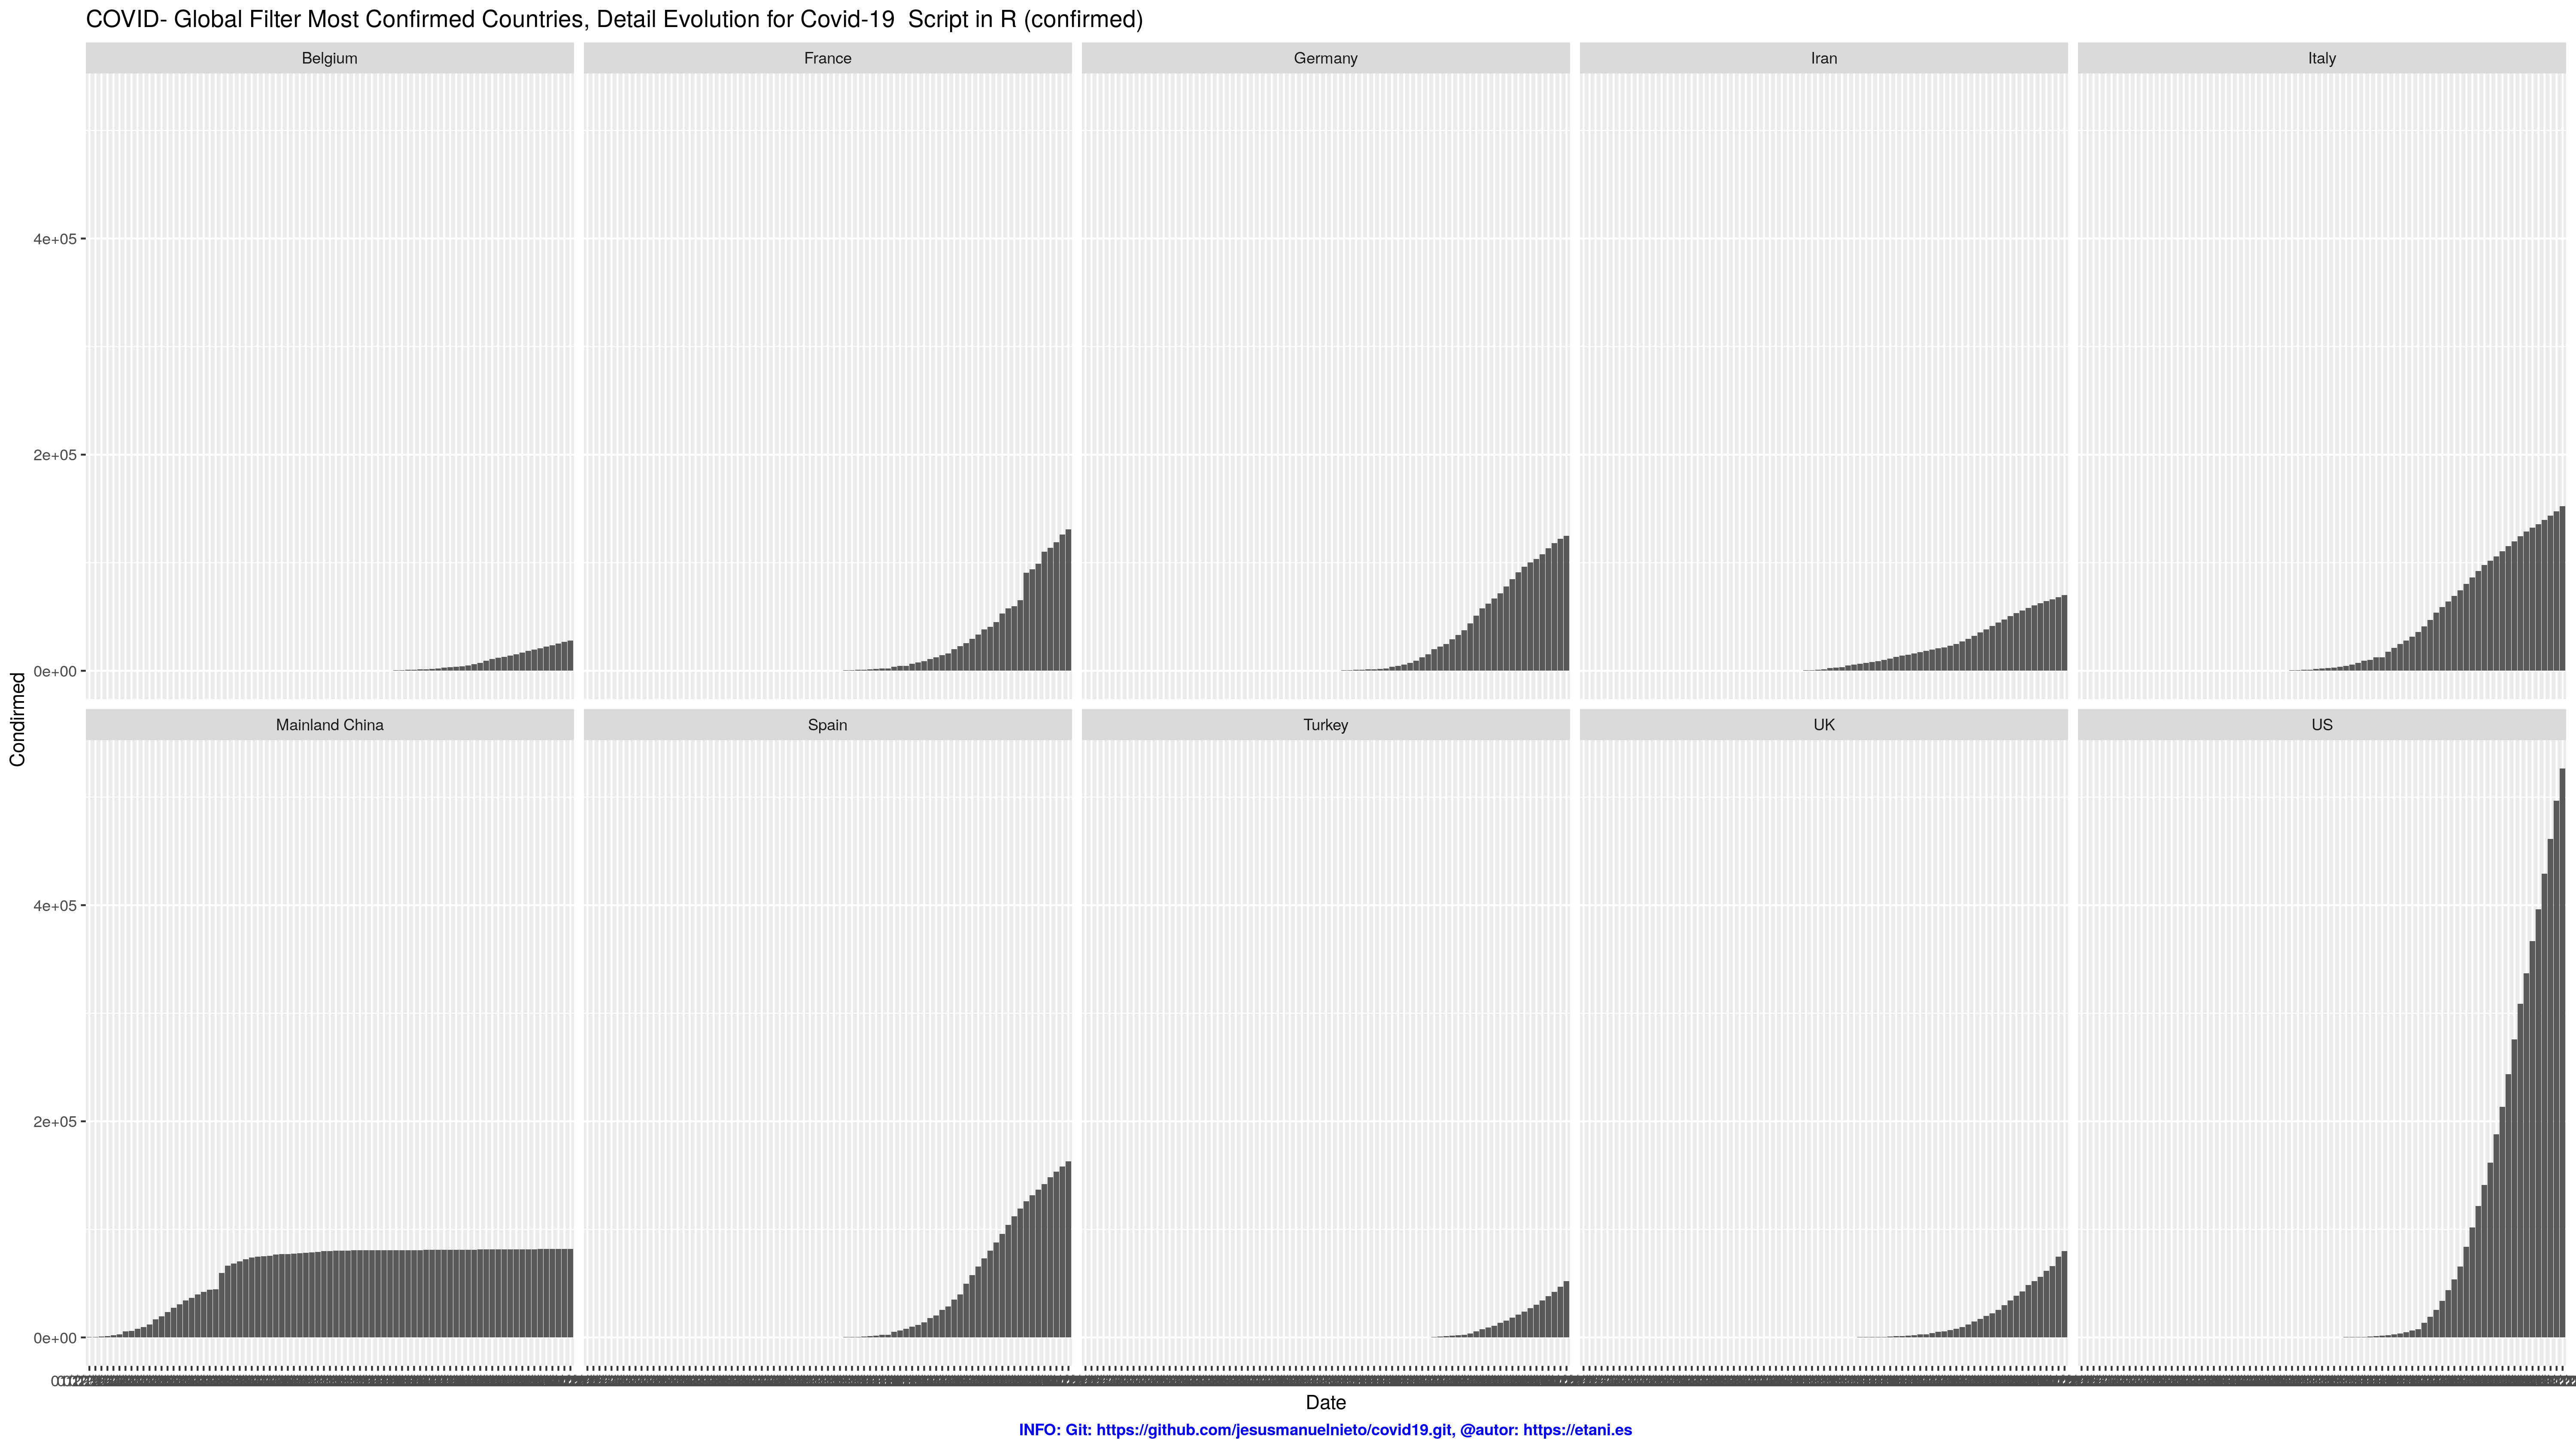 COVID- Global Filter Most Confirmed Countries, Detail Evolution for Covid-19  Script in R (confirmed)
Belgium
France
Germany
Iran
Italy
4e+05
2e+05
0e+00
Condirmed
Mainland China
Spain
Turkey
UK
US
4e+05
2e+05
0e+00
Date
INFO: Git: https://github.com/jesusmanuelnieto/covid19.git, @autor: https://etani.es